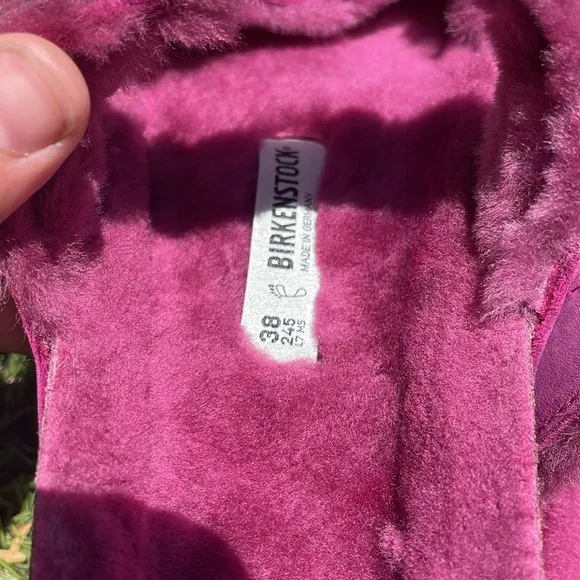 BIRKENSTOCK®
MADE IN GERMANY
38
245
L7 M5